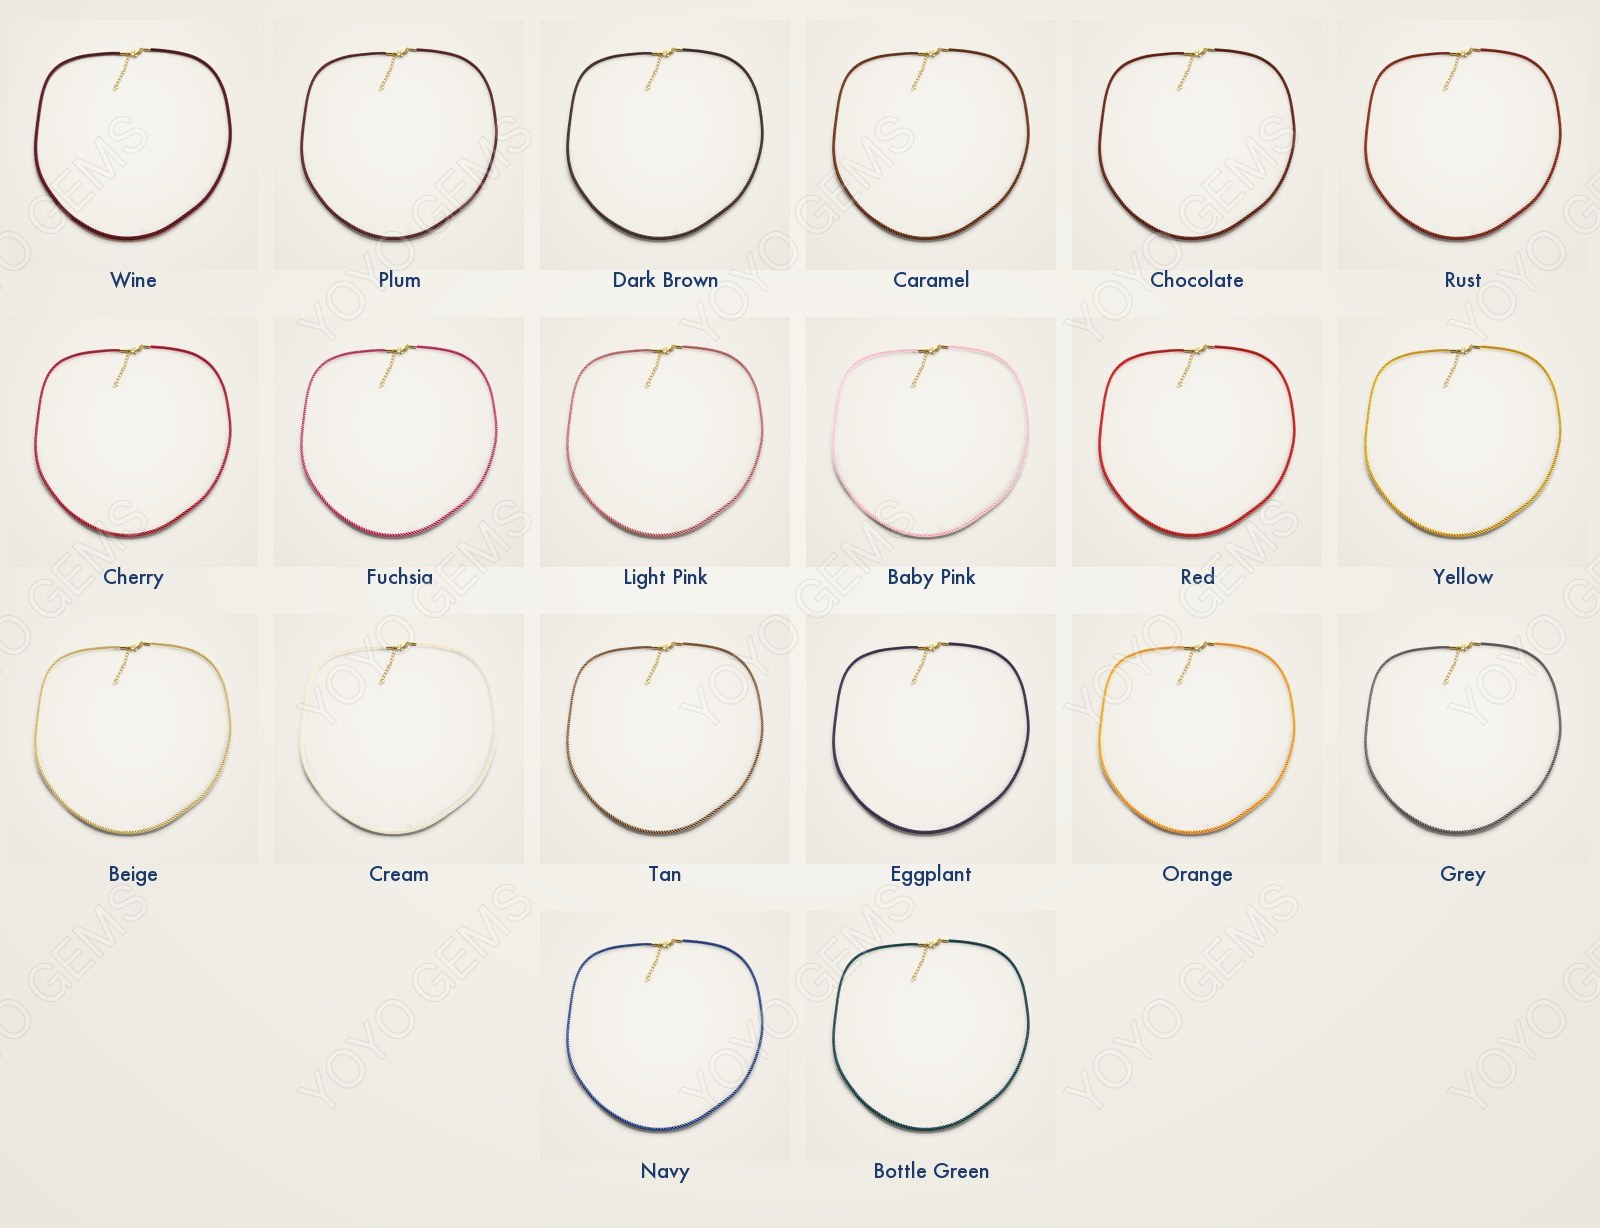 Wine Plum Dark Brown Caramel Chocolate Rust
Cherry Fuchsia Light Pink Baby Pink Red Yellow
Beige Cream Tan Eggplant Orange Grey
Navy Bottle Green
YOYO GEMS